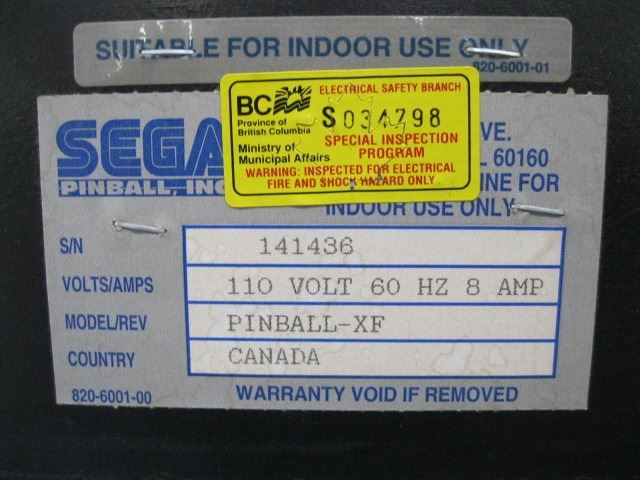 SUITABLE FOR INDOOR USE ONLY
820-6001-01
BC
Province of
British Columbia
Ministry of
Municipal Affairs
ELECTRICAL SAFETY BRANCH
S 034798
SPECIAL INSPECTION
PROGRAM
WARNING: INSPECTED FOR ELECTRICAL
FIRE AND SHOCK HAZARD ONLY
SEGA
PINBALL, INC
VE.
L 60160
INE FOR
INDOOR USE ONLY
S/N 141436
VOLTS/AMPS 110 VOLT 60 HZ 8 AMP
MODEL/REV PINBALL-XF
COUNTRY CANADA
820-6001-00 WARRANTY VOID IF REMOVED